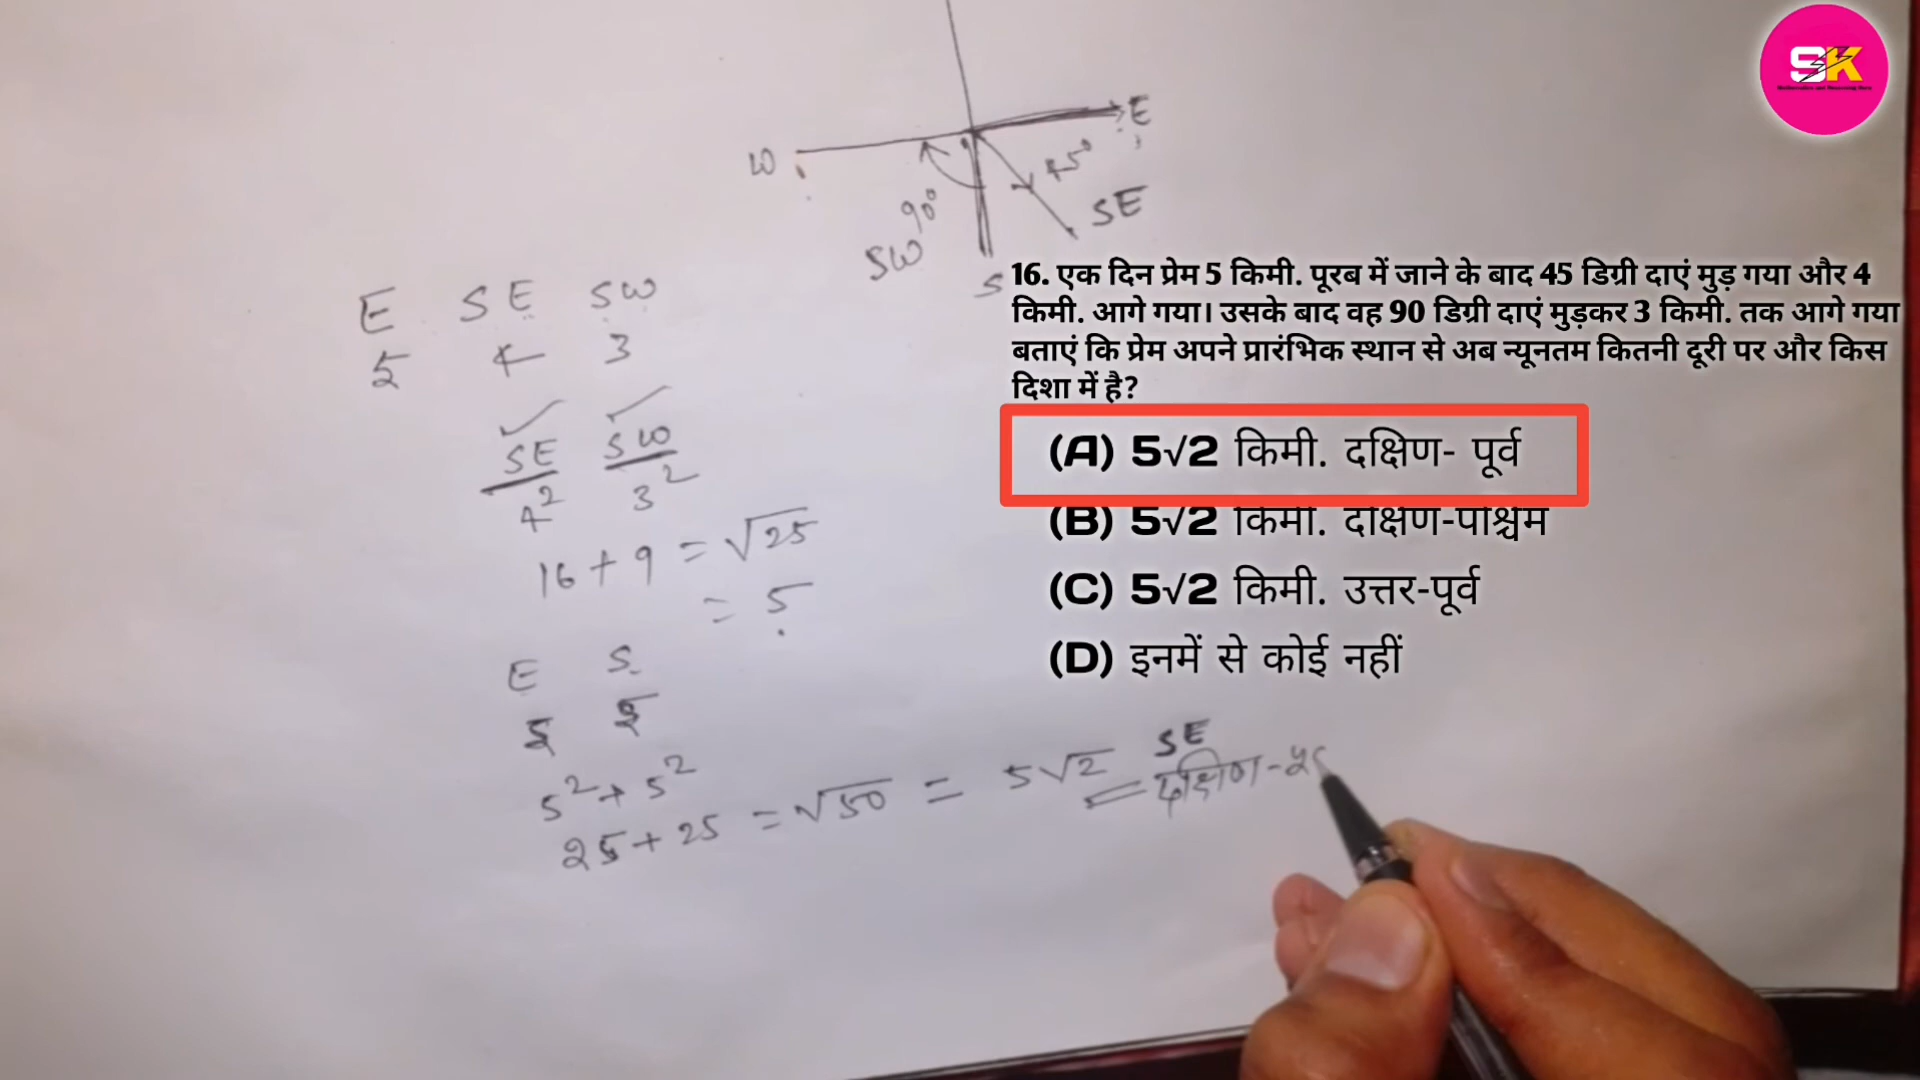 SK
E
W
45°
SE
90°
SW
S
E SE SW
5 4 3
SE SW
4² 3²
16 + 9 = √25
= 5
E S
5 5
5² + 5²
25 + 25 = √50 = 5√2
SE
दक्षिण-
16. एक दिन प्रेम 5 किमी. पूरब में जाने के बाद 45 डिग्री दाएं मुड़ गया और 4
किमी. आगे गया। उसके बाद वह 90 डिग्री दाएं मुड़कर 3 किमी. तक आगे गया
बताएं कि प्रेम अपने प्रारंभिक स्थान से अब न्यूनतम कितनी दूरी पर और किस
दिशा में है?
(A) 5√2 किमी. दक्षिण- पूर्व
(B) 5√2 किमी. दक्षिण-पश्चिम
(C) 5√2 किमी. उत्तर-पूर्व
(D) इनमें से कोई नहीं